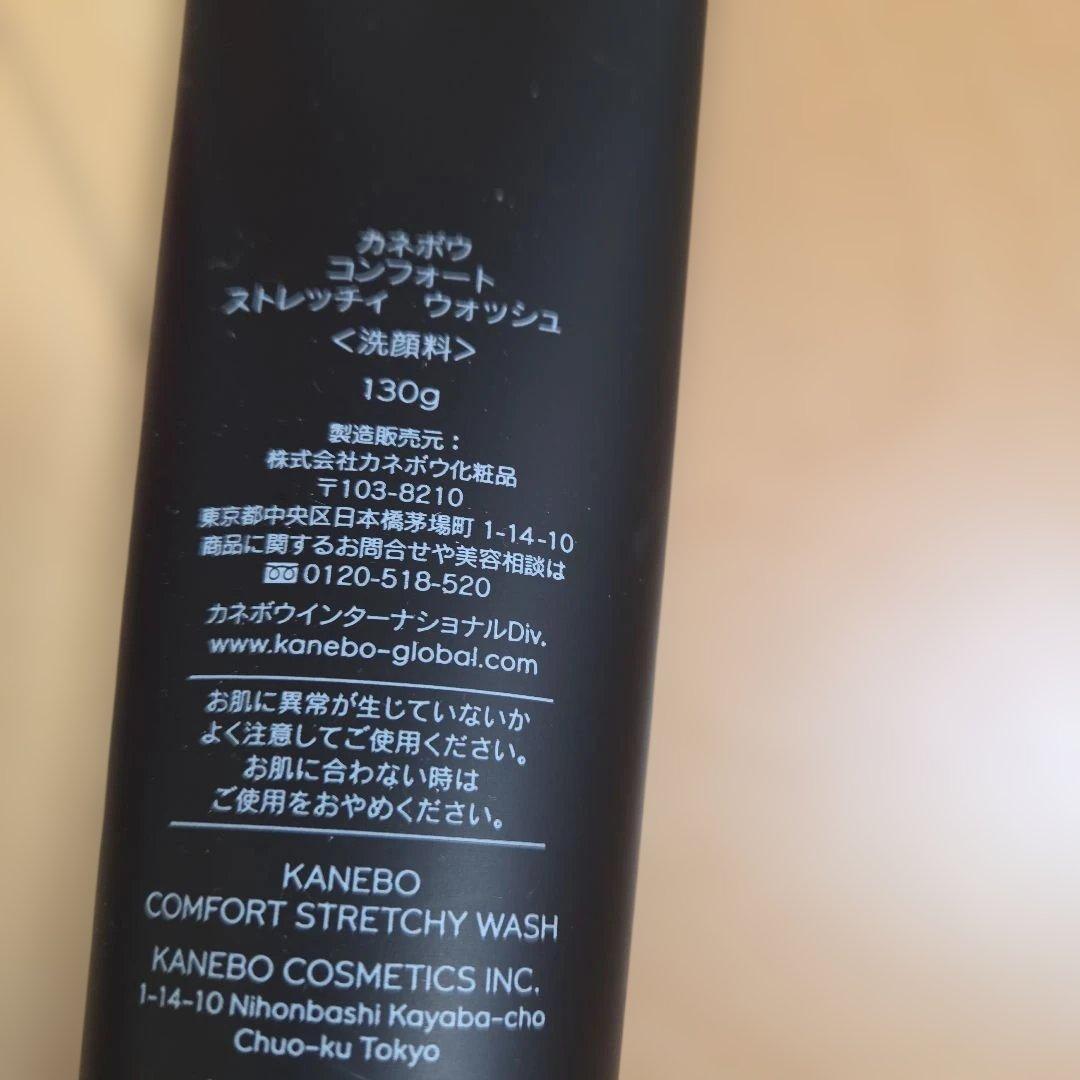 カネボウ
コンフォート
ストレッチィ　ウォッシュ
<洗顔料>
130g
製造販売元：
株式会社カネボウ化粧品
〒103-8210
東京都中央区日本橋茅場町 1-14-10
商品に関するお問合せや美容相談は
0120-518-520
カネボウインターナショナルDiv.
www.kanebo-global.com
お肌に異常が生じていないか
よく注意してご使用ください。
お肌に合わない時は
ご使用をおやめください。
KANEBO
COMFORT STRETCHY WASH
KANEBO COSMETICS INC.
1-14-10 Nihonbashi Kayaba-cho
Chuo-ku Tokyo